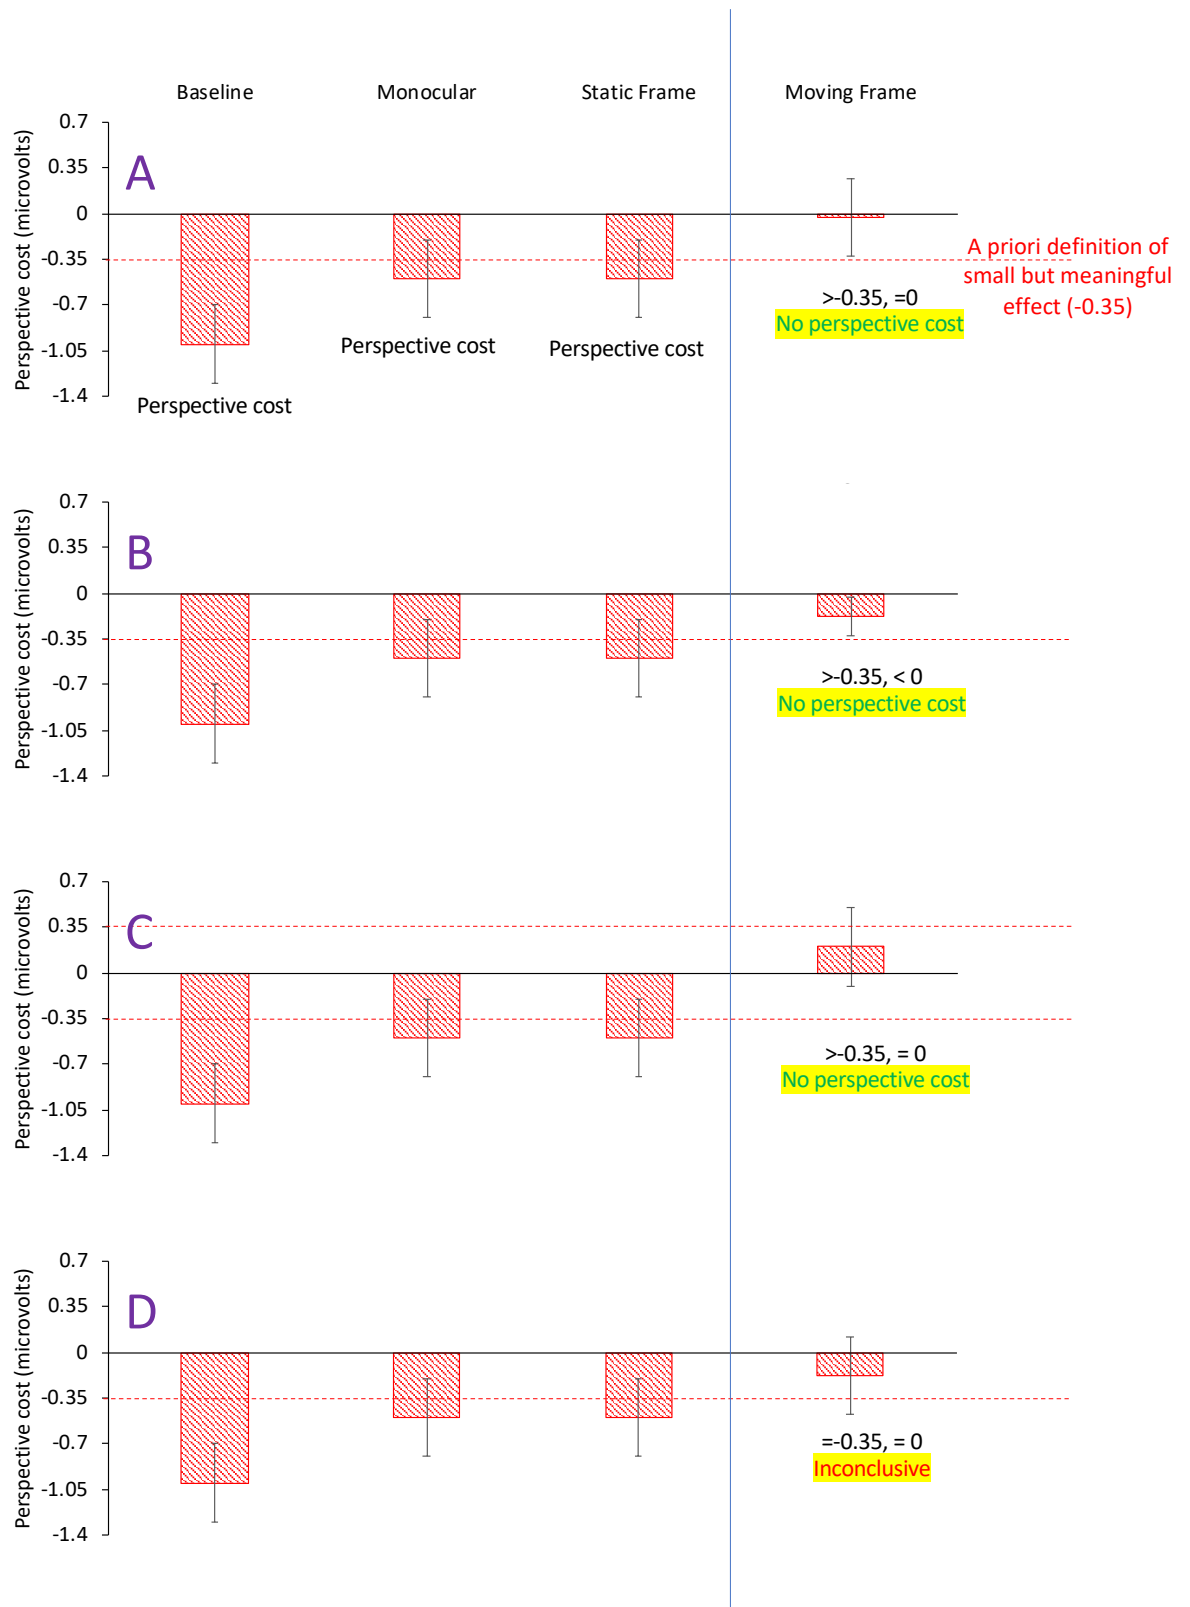 Baseline Monocular Static Frame Moving Frame
Perspective cost (microvolts)
0.7
0.35
0
-0.35
-0.7
-1.05
-1.4
A
A priori definition of
small but meaningful
effect (-0.35)
>-0.35, =0
No perspective cost
Perspective cost
Perspective cost
Perspective cost
Perspective cost (microvolts)
0.7
0.35
0
-0.35
-0.7
-1.05
-1.4
B
>-0.35, < 0
No perspective cost
Perspective cost (microvolts)
0.7
0.35
0
-0.35
-0.7
-1.05
-1.4
C
>-0.35, = 0
No perspective cost
Perspective cost (microvolts)
0.7
0.35
0
-0.35
-0.7
-1.05
-1.4
D
=-0.35, = 0
Inconclusive